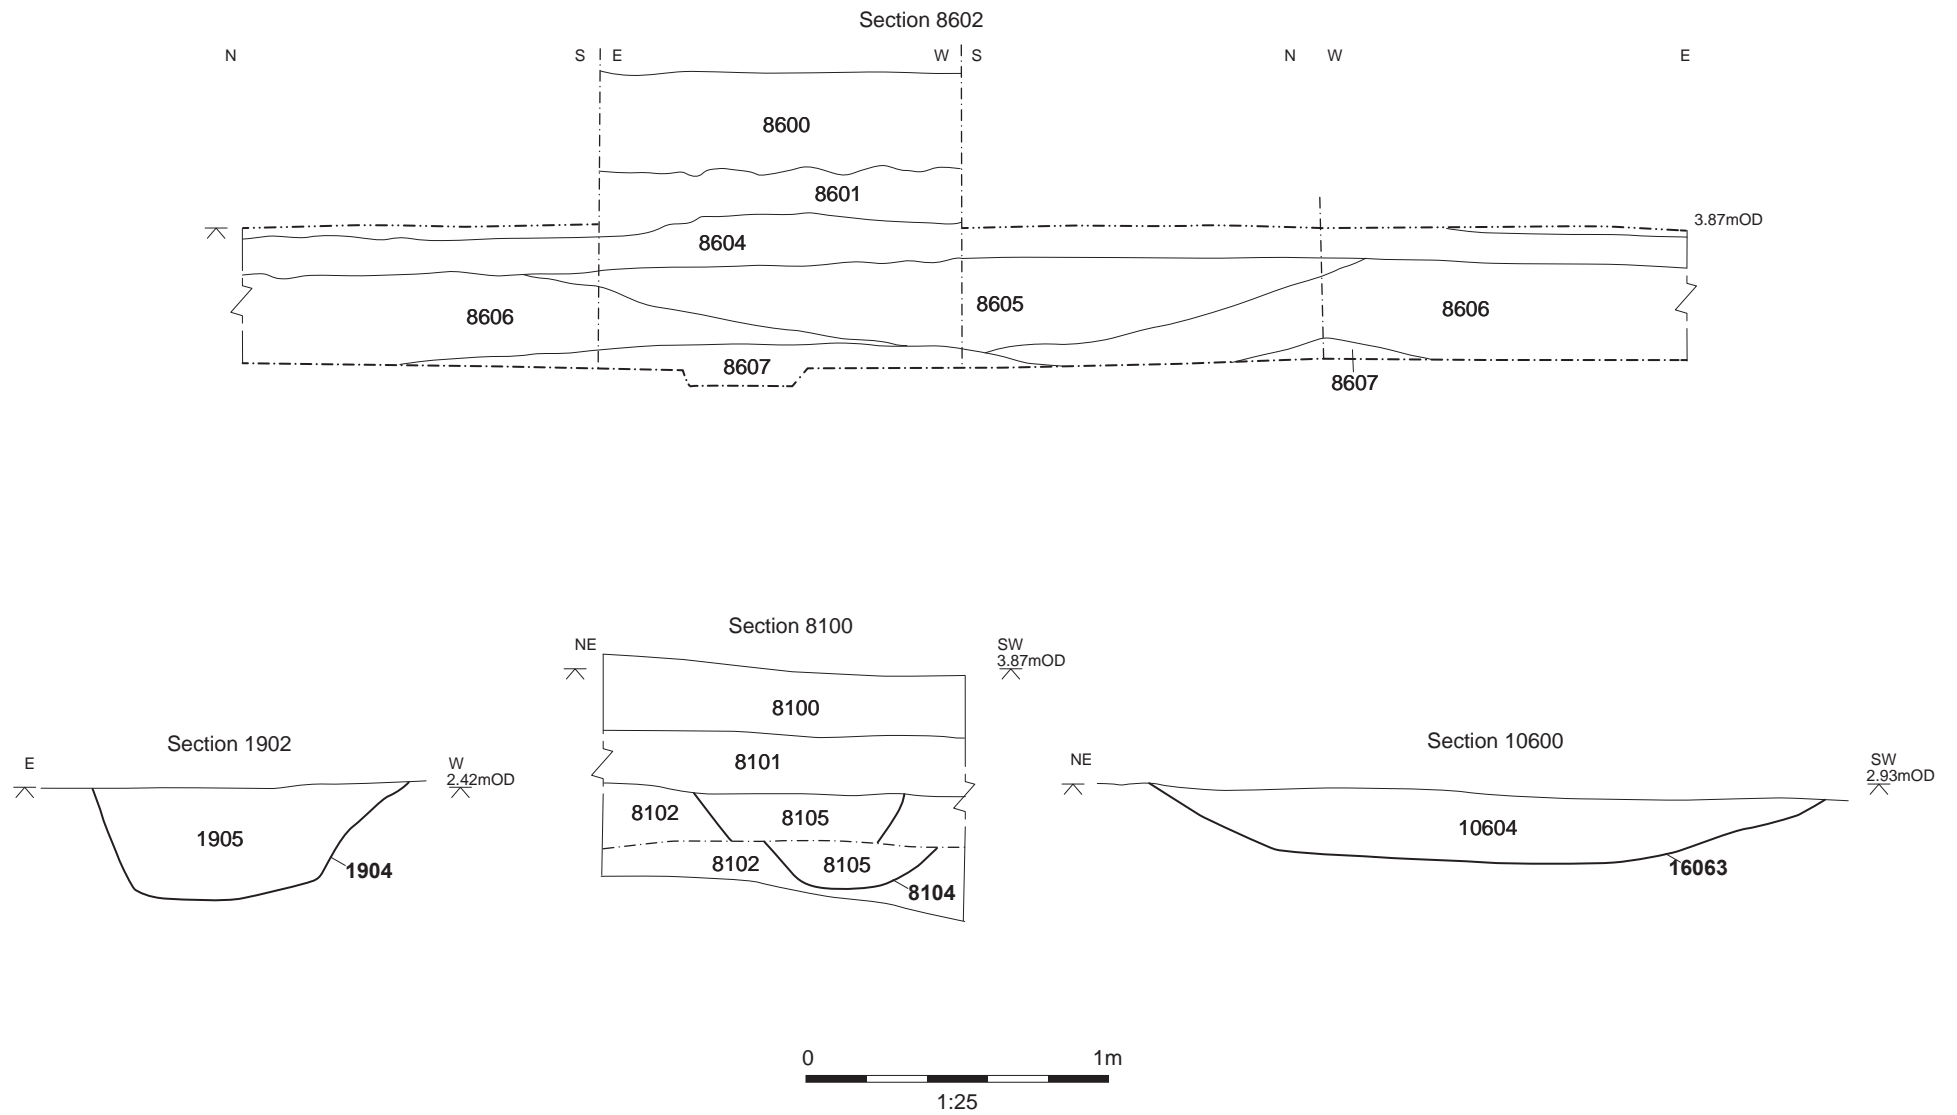 Section 8602
N S E W S N W E
8600
8601
3.87mOD
8604
8605
8606 8606
8607
8607
Section 8100
NE SW
3.87mOD
8100
8101
8102 8105
8102 8105
8104
Section 1902
E W
2.42mOD
1905
1904
Section 10600
NE SW
2.93mOD
10604
16063
0 1m
1:25